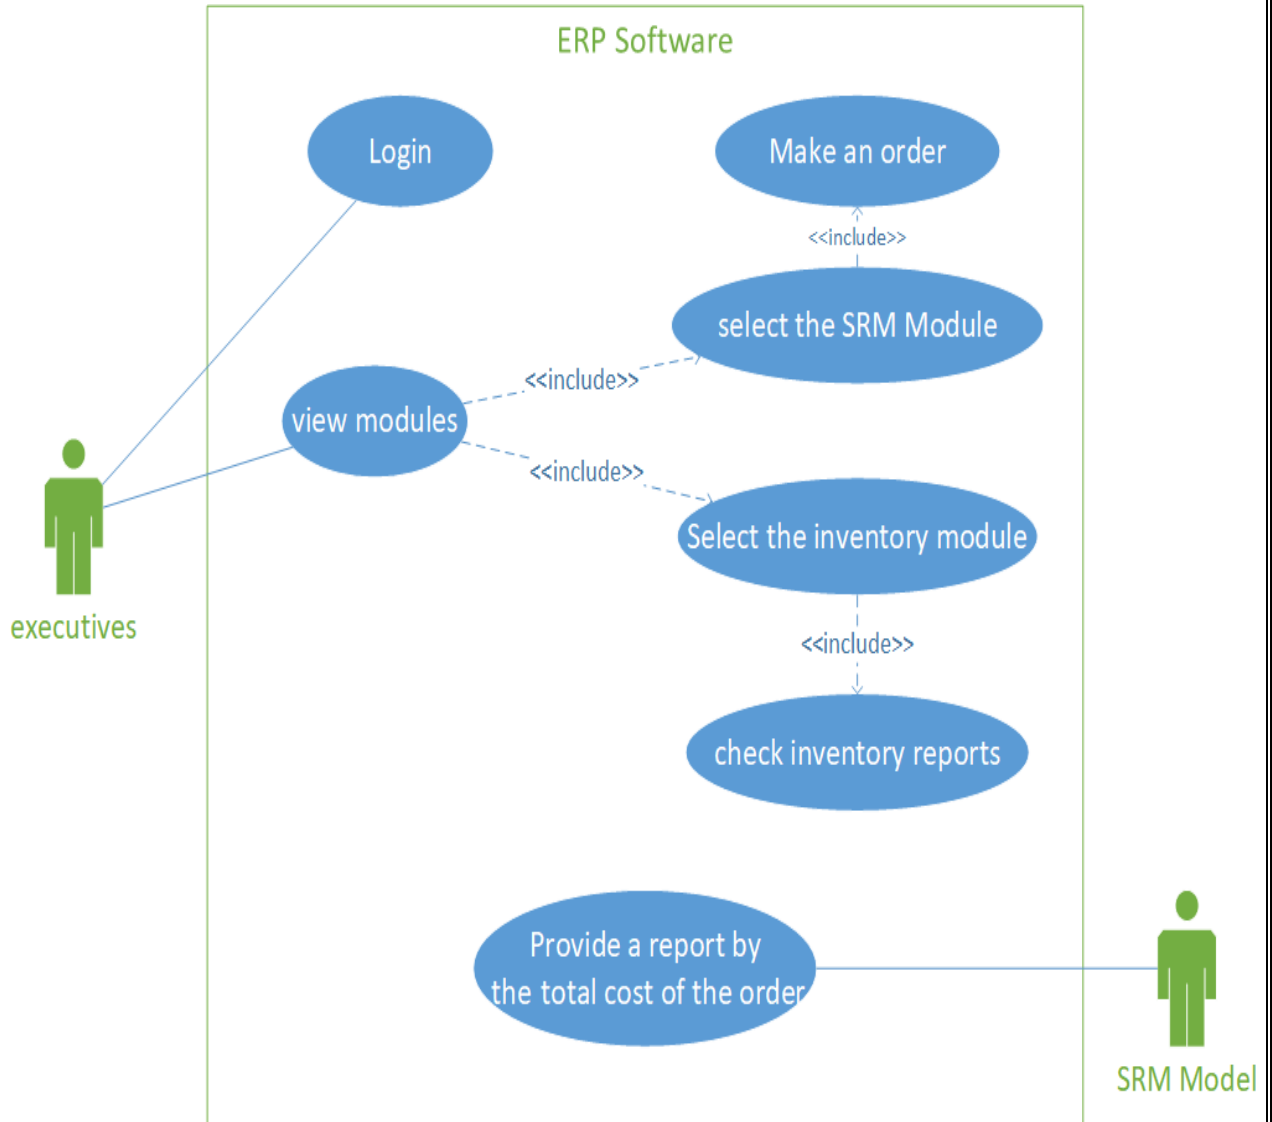 ERP Software
Login
Make an order
<<include>>
select the SRM Module
<<include>>
view modules
<<include>>
Select the inventory module
executives
<<include>>
check inventory reports
Provide a report by
the total cost of the order
SRM Model